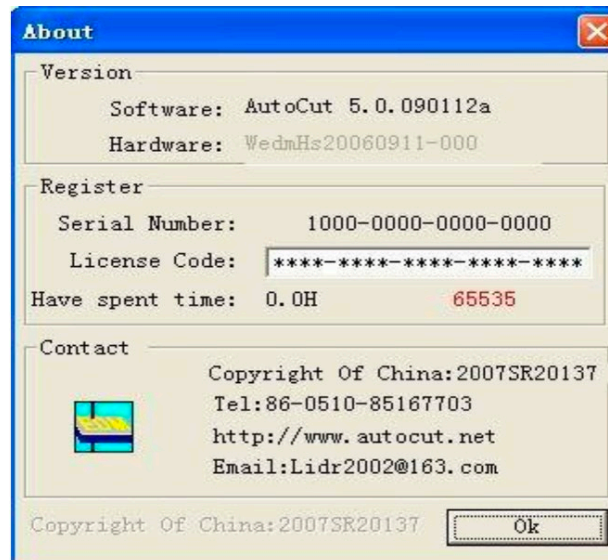 About
Version
Software: AutoCut 5.0.090112a
Hardware: WedmHs20060911-000
Register
Serial Number: 1000-0000-0000-0000
License Code: ****-****-****-****-****
Have spent time: 0.0H 65535
Contact
Copyright Of China:2007SR20137
Tel:86-0510-85167703
http://www.autocut.net
Email:Lidr2002@163.com
Copyright Of China:2007SR20137 Ok